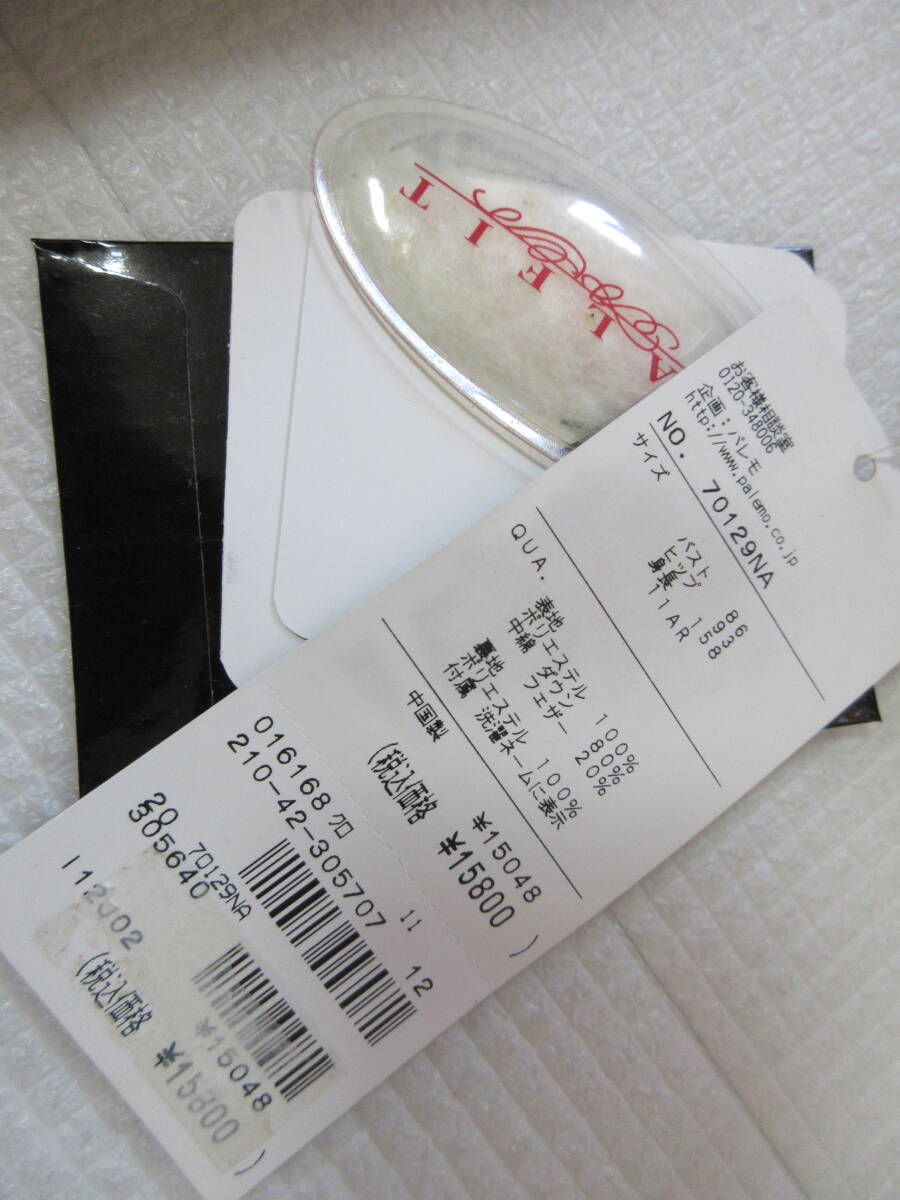 お客様相談室
0120-348006
企画：パレモ
http://www.palemo.co.jp
NO. 70129NA
サイズ
バスト 86
ヒップ 93
身長 158
11AR
QUA.
表地
ポリエステル 100%
中綿 ダウン 80%
フェザー 20%
裏地
ポリエステル 100%
付属 洗濯ネームに表示
中国製
¥15048
(税込価格 ¥15800)
016168 クロ 11
210-42-305707 12
20 70129NA
305640
¥15048
(税込価格 ¥15800)
F I T